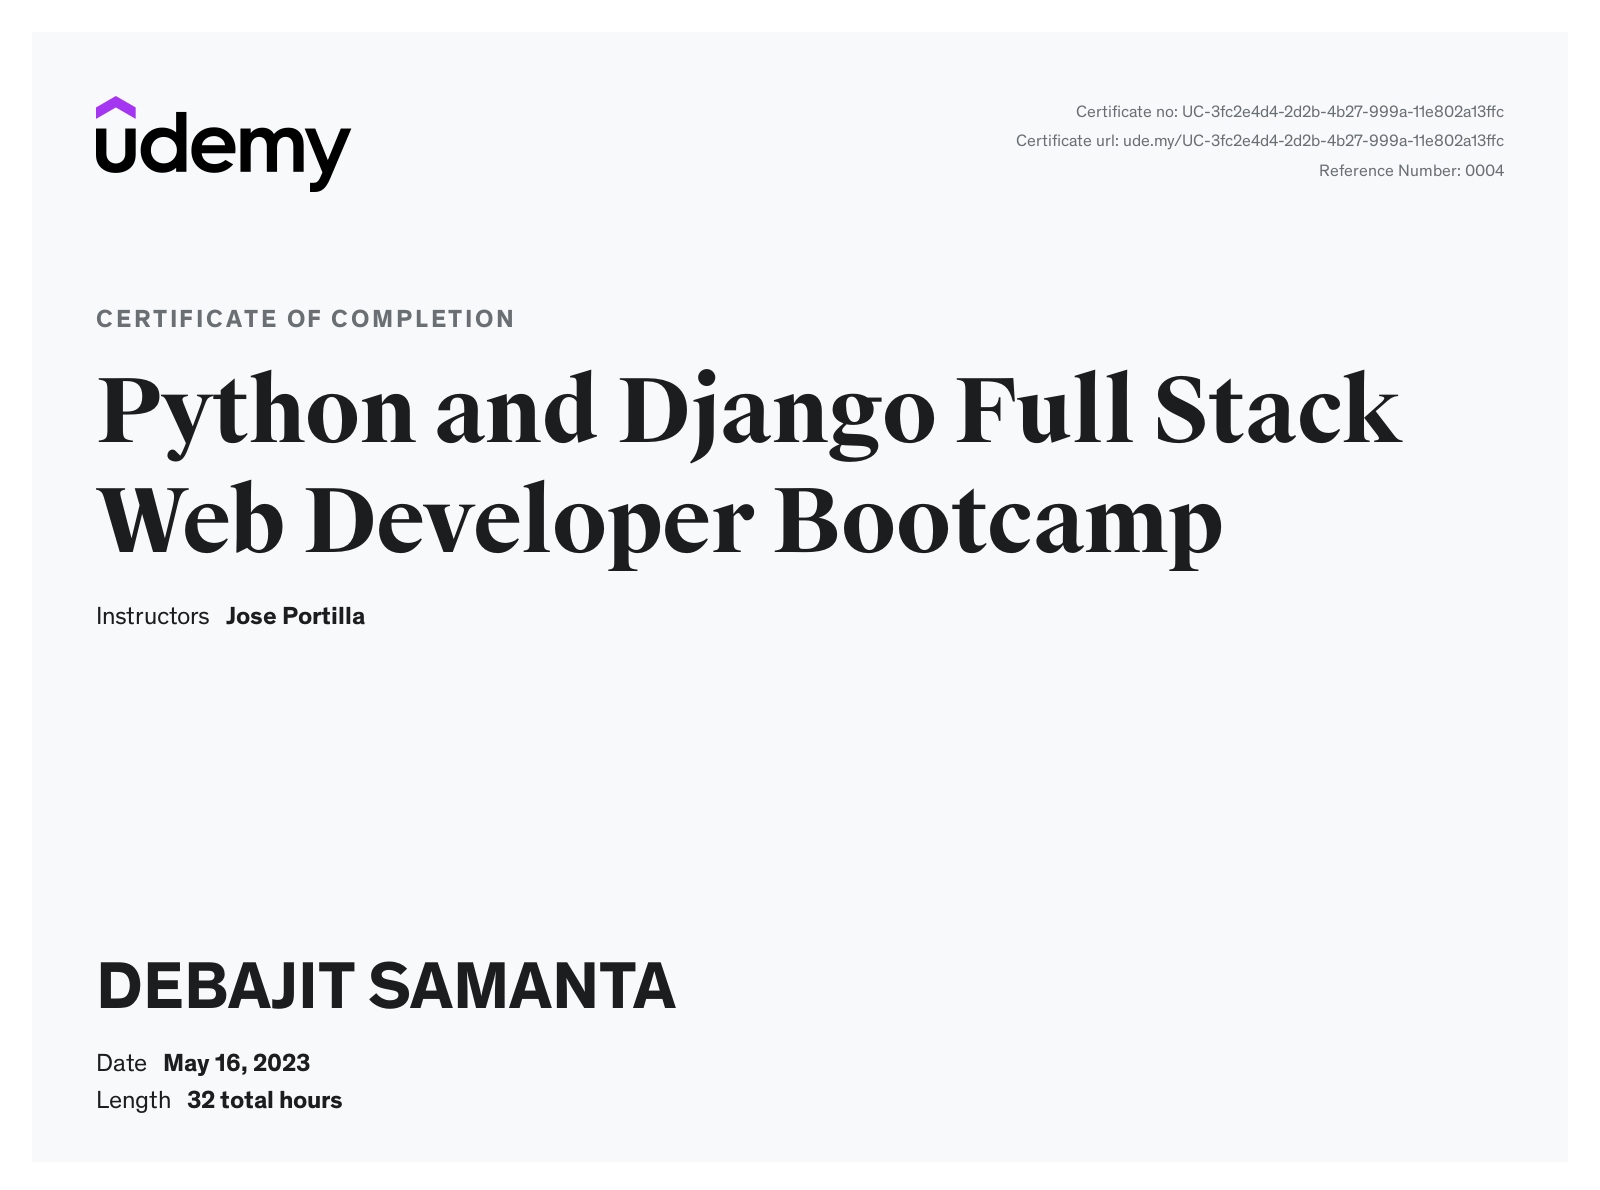 udemy
Certificate no: UC-3fc2e4d4-2d2b-4b27-999a-11e802a13ffc
Certificate url: ude.my/UC-3fc2e4d4-2d2b-4b27-999a-11e802a13ffc
Reference Number: 0004
CERTIFICATE OF COMPLETION
Python and Django Full Stack
Web Developer Bootcamp
Instructors Jose Portilla
DEBAJIT SAMANTA
Date May 16, 2023
Length 32 total hours